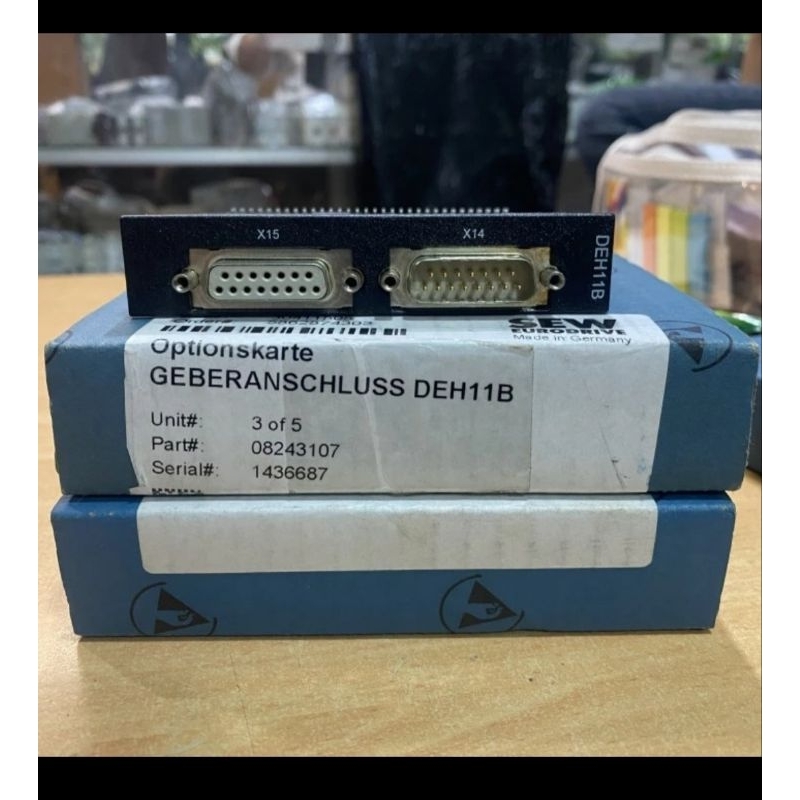 X15
X14
DEH11B
SEW
EURODRIVE
Made in Germany
Optionskarte
GEBERANSCHLUSS DEH11B
Unit#: 3 of 5
Part#: 08243107
Serial#: 1436687